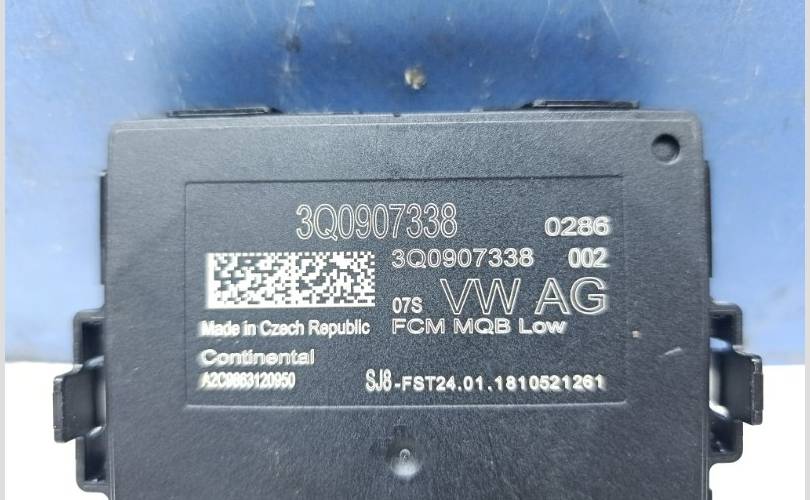 3Q0907338 0286
3Q0907338 002
07S VW AG
Made in Czech Republic FCM MQB Low
Continental
A2C9863120950 SJ8-FST24.01.1810521261